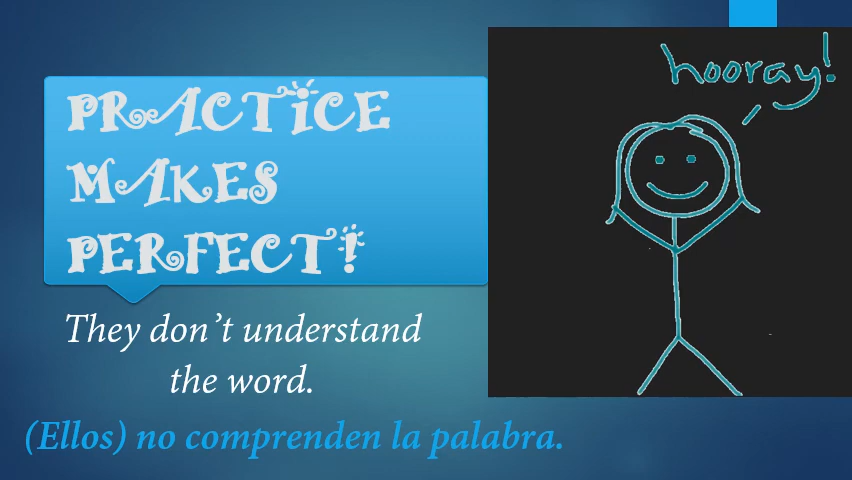 PRACTICE
MAKES
PERFECT!
hooray!
They don’t understand
the word.
(Ellos) no comprenden la palabra.